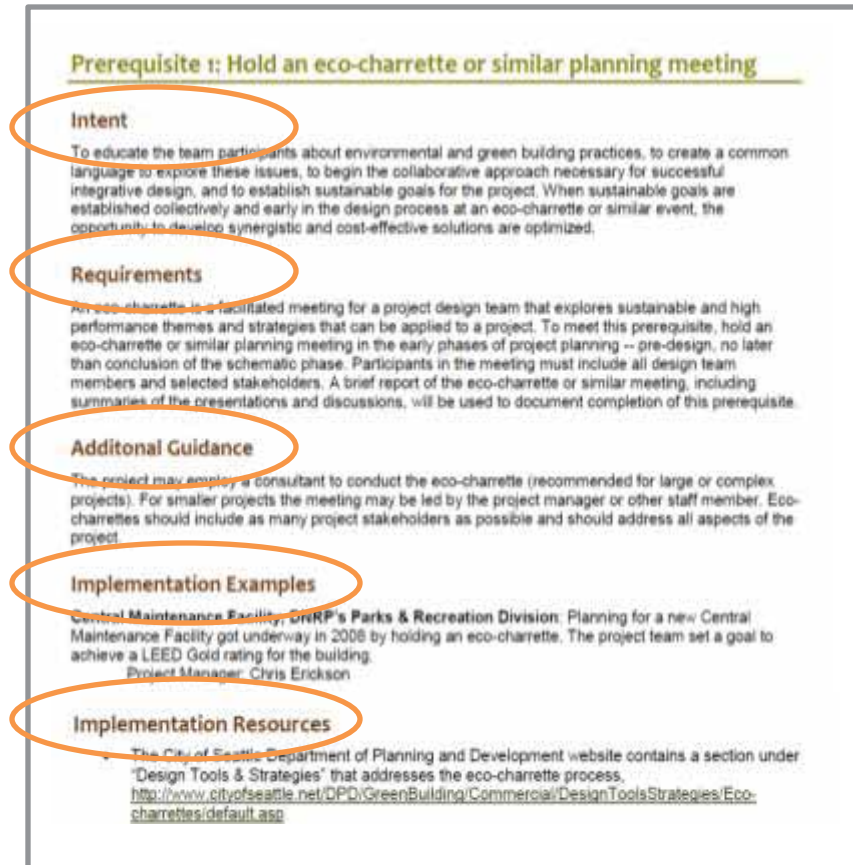 Prerequisite 1: Hold an eco-charrette or similar planning meeting
Intent
To educate the team participants about environmental and green building practices, to create a common
language to explore these issues, to begin the collaborative approach necessary for successful
integrative design, and to establish sustainable goals for the project. When sustainable goals are
established collectively and early in the design process at an eco-charrette or similar event, the
opportunity to develop synergistic and cost-effective solutions are optimized.
Requirements
An eco-charrette is a facilitated meeting for a project design team that explores sustainable and high
performance themes and strategies that can be applied to a project. To meet this prerequisite, hold an
eco-charrette or similar planning meeting in the early phases of project planning -- pre-design, no later
than conclusion of the schematic phase. Participants in the meeting must include all design team
members and selected stakeholders. A brief report of the eco-charrette or similar meeting, including
summaries of the presentations and discussions, will be used to document completion of this prerequisite.
Additonal Guidance
The project may employ a consultant to conduct the eco-charrette (recommended for large or complex
projects). For smaller projects the meeting may be led by the project manager or other staff member. Eco-
charrettes should include as many project stakeholders as possible and should address all aspects of the
project.
Implementation Examples
Central Maintenance Facility, DNRP's Parks & Recreation Division: Planning for a new Central
Maintenance Facility got underway in 2006 by holding an eco-charrette. The project team set a goal to
achieve a LEED Gold rating for the building.
Project Manager: Chris Erickson
Implementation Resources
• The City of Seattle Department of Planning and Development website contains a section under
"Design Tools & Strategies" that addresses the eco-charrette process,
http://www.cityofseattle.net/DPD/GreenBuilding/Commercial/DesignToolsStrategies/Eco-
charrettes/default.asp